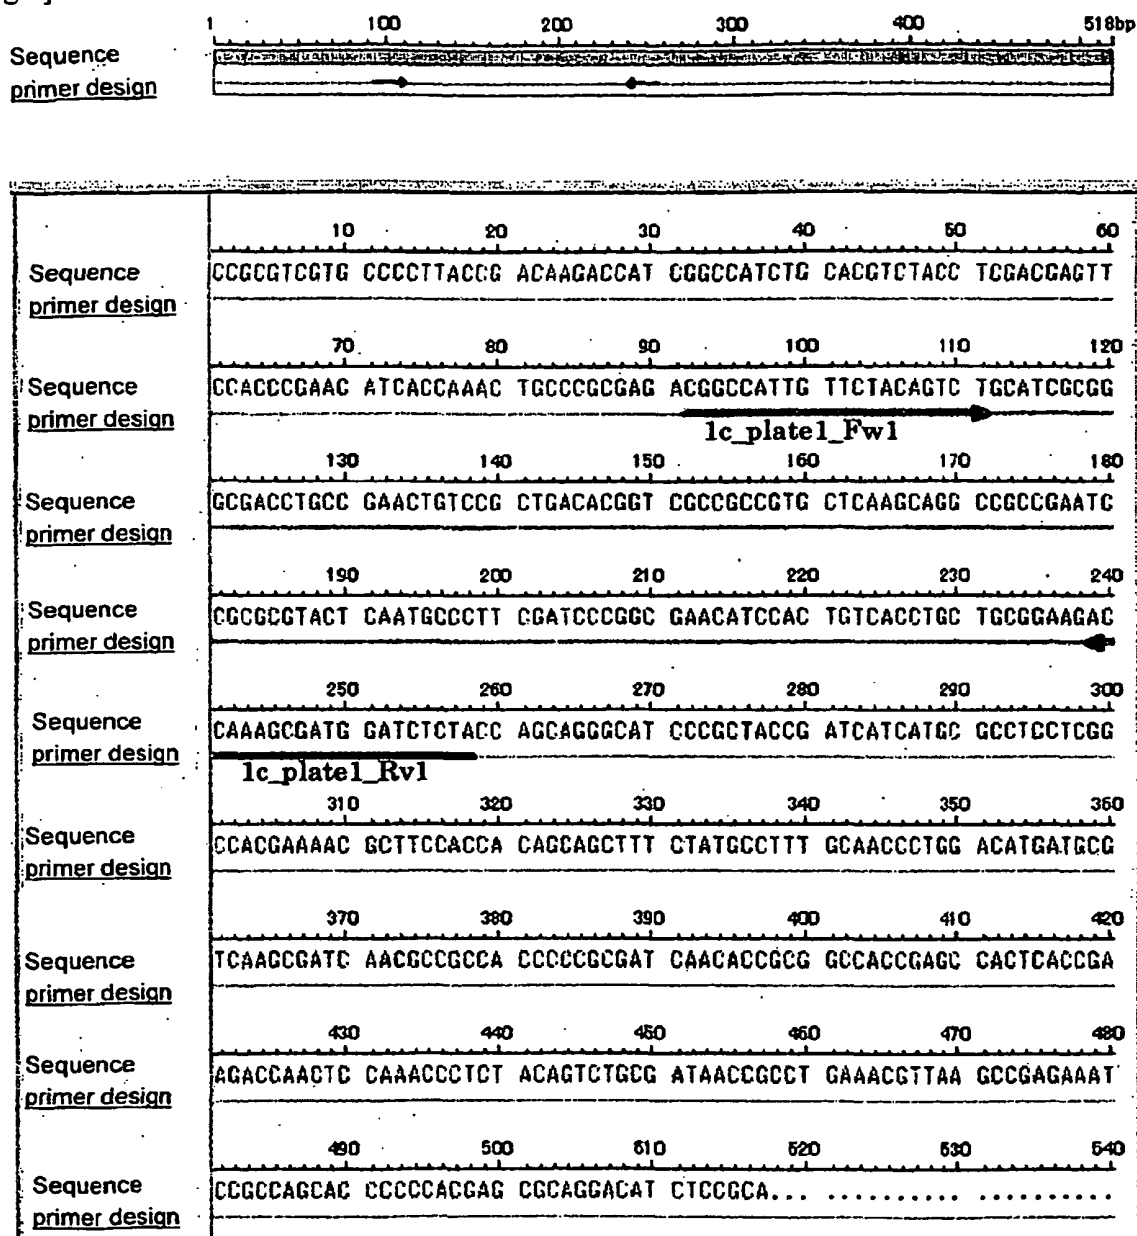 1 100 200 300 400 518bp
Sequence
primer design
10 20 30 40 50 60
Sequence CCGCGTCGTG CCCCTTACCG ACAAGACCAT CGGCCATCTG CACGTCTACC TCGACGAGTT
primer design
70 80 90 100 110 120
Sequence CCACCCGAAC ATCACCAAAC TGCCCGCGAG ACGGCCATTG TTCTACAGTC TGCATCGCGG
primer design
1c_plate1_Fw1
130 140 150 160 170 180
Sequence GCGACCTGCC GAACTGTCCG CTGACACGGT CGCCGCCGTG CTCAAGCAGG CCGCCGAATC
primer design
190 200 210 220 230 240
Sequence CGCGCGTACT CAATGCCCTT CGATCCCGGC GAACATCCAC TGTCACCTGC TGCGGAAGAC
primer design
250 260 270 280 290 300
Sequence CAAAGCGATG GATCTCTACC AGCAGGGCAT CCCGCTACCG ATCATCATGC GCCTCCTCGG
primer design
1c_plate1_Rv1
310 320 330 340 350 360
Sequence CCACGAAAAC GCTTCCACCA CAGCAGCTTT CTATGCCTTT GCAACCCTGG ACATGATGCG
primer design
370 380 390 400 410 420
Sequence TCAAGCGATC AACGCCGCCA CCCCCGCGAT CAACACCGCG GCCACCGAGC CACTCACCGA
primer design
430 440 450 460 470 480
Sequence AGACCAACTC CAAACCCTCT ACAGTCTGCG ATAACCGCCT GAAACGTTAA GCCGAGAAAT
primer design
490 500 510 520 530 540
Sequence CCGCCAGCAC CCCCCACGAG CGCAGGACAT CTCCGCA... .......... ..........
primer design